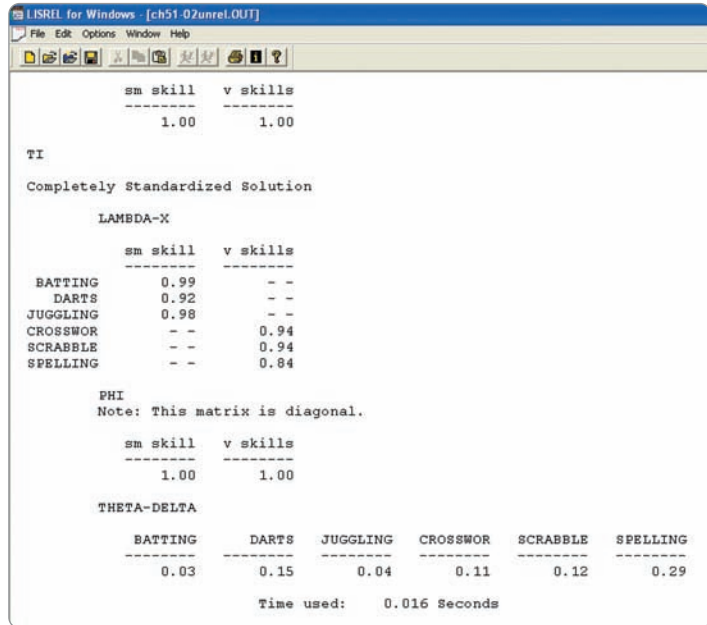 LISREL for Windows - [ch51-02unrel.OUT]
File Edit Options Window Help
sm skill v skills
-------- --------
1.00 1.00
TI
Completely Standardized Solution
LAMBDA-X
sm skill v skills
-------- --------
BATTING 0.99 - -
DARTS 0.92 - -
JUGGLING 0.98 - -
CROSSWOR - - 0.94
SCRABBLE - - 0.94
SPELLING - - 0.84
PHI
Note: This matrix is diagonal.
sm skill v skills
-------- --------
1.00 1.00
THETA-DELTA
BATTING DARTS JUGGLING CROSSWOR SCRABBLE SPELLING
-------- -------- -------- -------- -------- --------
0.03 0.15 0.04 0.11 0.12 0.29
Time used: 0.016 Seconds